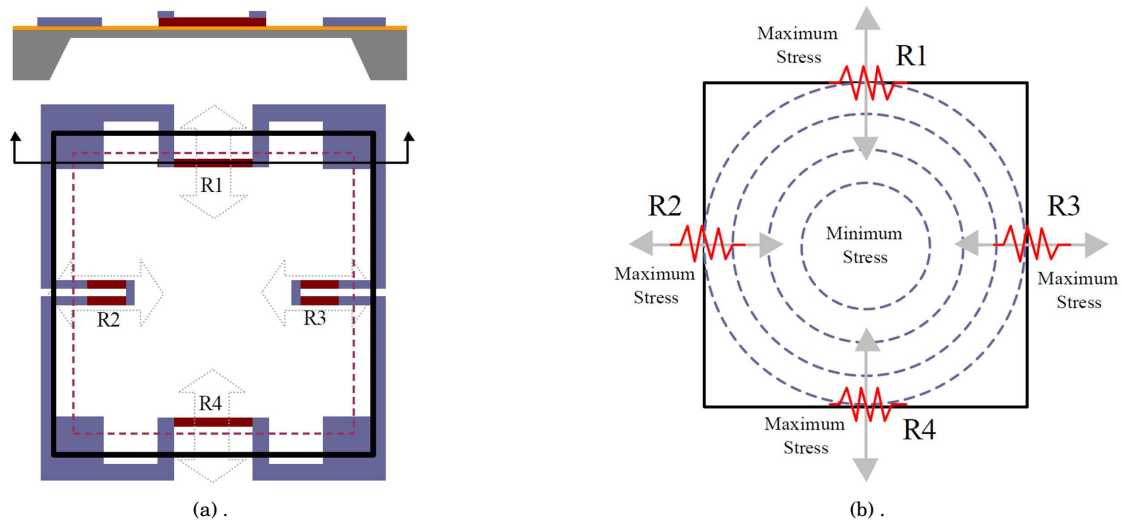 R1
R2
R3
R4
(a) .
Maximum
Stress
R1
R2
R3
Minimum
Stress
Maximum
Stress
Maximum
Stress
Maximum
Stress
R4
(b) .